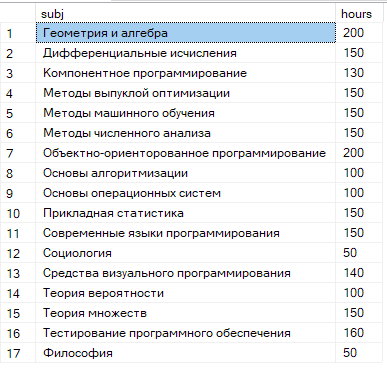 subj hours
1 Геометрия и алгебра 200
2 Дифференциальные исчисления 150
3 Компонентное программирование 130
4 Методы выпуклой оптимизации 150
5 Методы машинного обучения 150
6 Методы численного анализа 150
7 Объектно-ориенторованное программирование 200
8 Основы алгоритмизации 100
9 Основы операционных систем 100
10 Прикладная статистика 150
11 Современные языки программирования 150
12 Социология 50
13 Средства визуального программирования 140
14 Теория вероятности 100
15 Теория множеств 150
16 Тестирование программного обеспечения 160
17 Философия 50